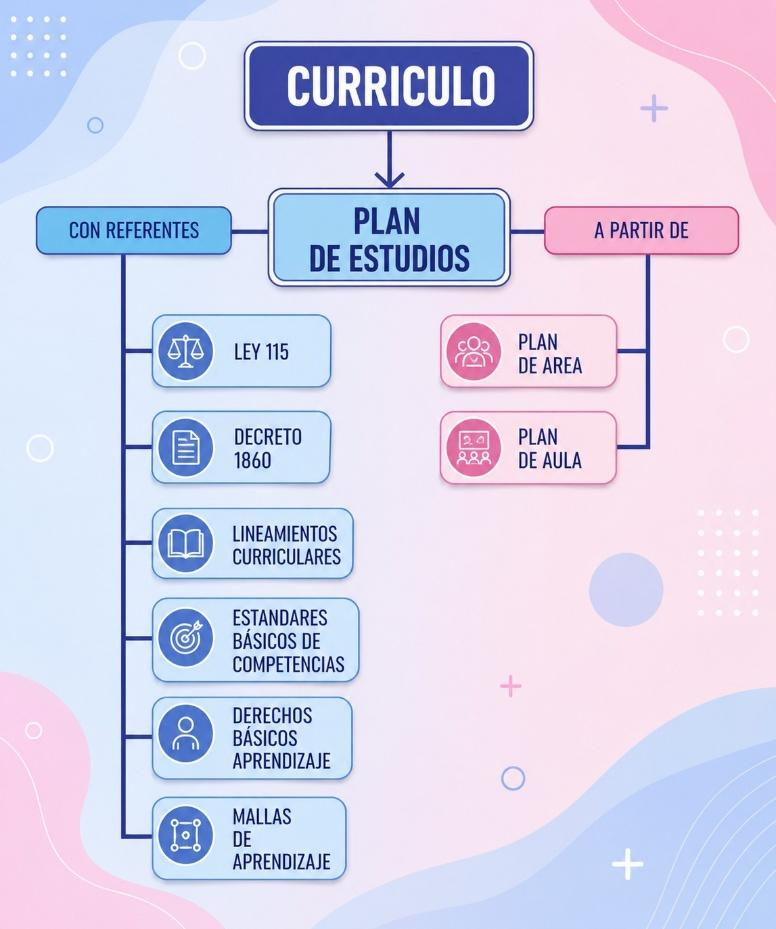 CURRICULO
PLAN
DE ESTUDIOS
CON REFERENTES
A PARTIR DE
LEY 115
DECRETO
1860
LINEAMIENTOS
CURRICULARES
ESTANDARES
BÁSICOS DE
COMPETENCIAS
DERECHOS
BÁSICOS
APRENDIZAJE
MALLAS
DE
APRENDIZAJE
PLAN
DE AREA
PLAN
DE AULA